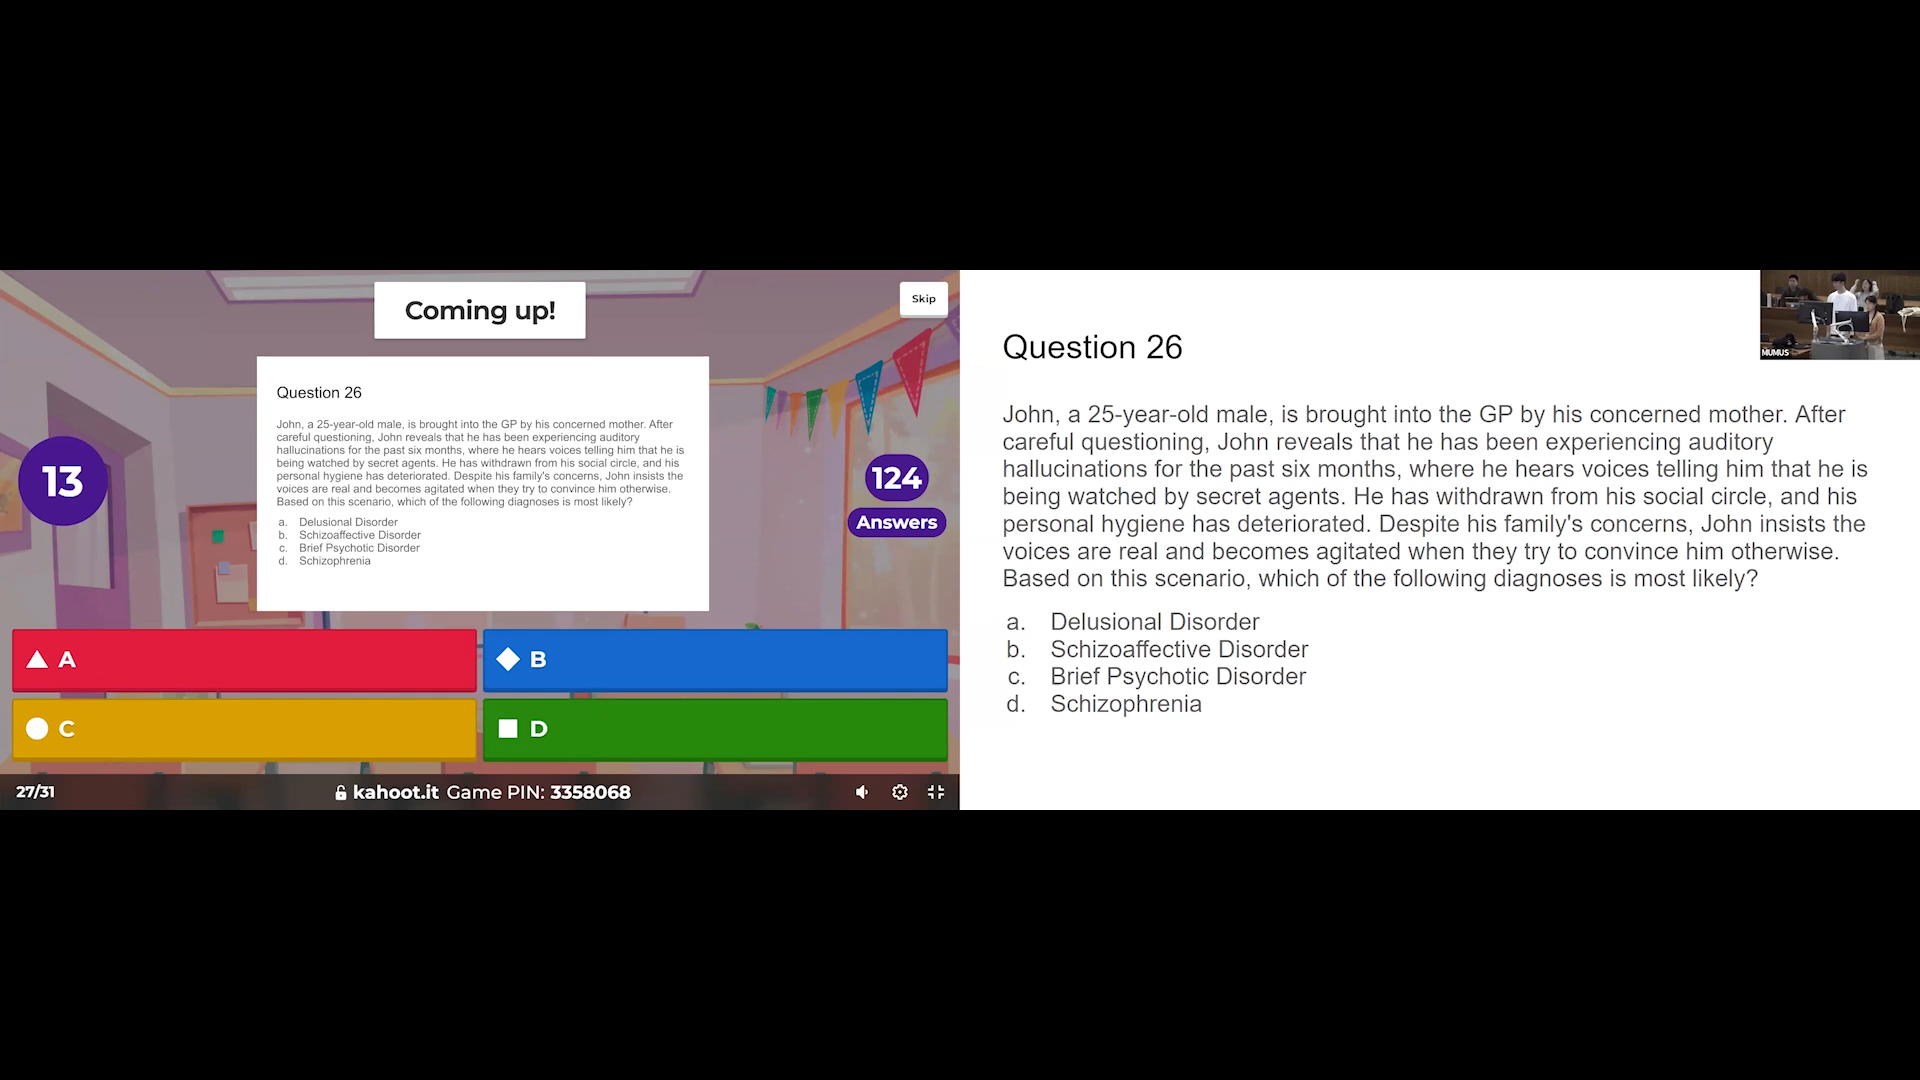 Coming up!
Skip
Question 26
John, a 25-year-old male, is brought into the GP by his concerned mother. After
careful questioning, John reveals that he has been experiencing auditory
hallucinations for the past six months, where he hears voices telling him that he is
being watched by secret agents. He has withdrawn from his social circle, and his
personal hygiene has deteriorated. Despite his family's concerns, John insists the
voices are real and becomes agitated when they try to convince him otherwise.
Based on this scenario, which of the following diagnoses is most likely?
a. Delusional Disorder
b. Schizoaffective Disorder
c. Brief Psychotic Disorder
d. Schizophrenia
13
124
Answers
A
B
C
D
27/31
kahoot.it Game PIN: 3358068
Question 26
John, a 25-year-old male, is brought into the GP by his concerned mother. After
careful questioning, John reveals that he has been experiencing auditory
hallucinations for the past six months, where he hears voices telling him that he is
being watched by secret agents. He has withdrawn from his social circle, and his
personal hygiene has deteriorated. Despite his family's concerns, John insists the
voices are real and becomes agitated when they try to convince him otherwise.
Based on this scenario, which of the following diagnoses is most likely?
a. Delusional Disorder
b. Schizoaffective Disorder
c. Brief Psychotic Disorder
d. Schizophrenia
MUMUS